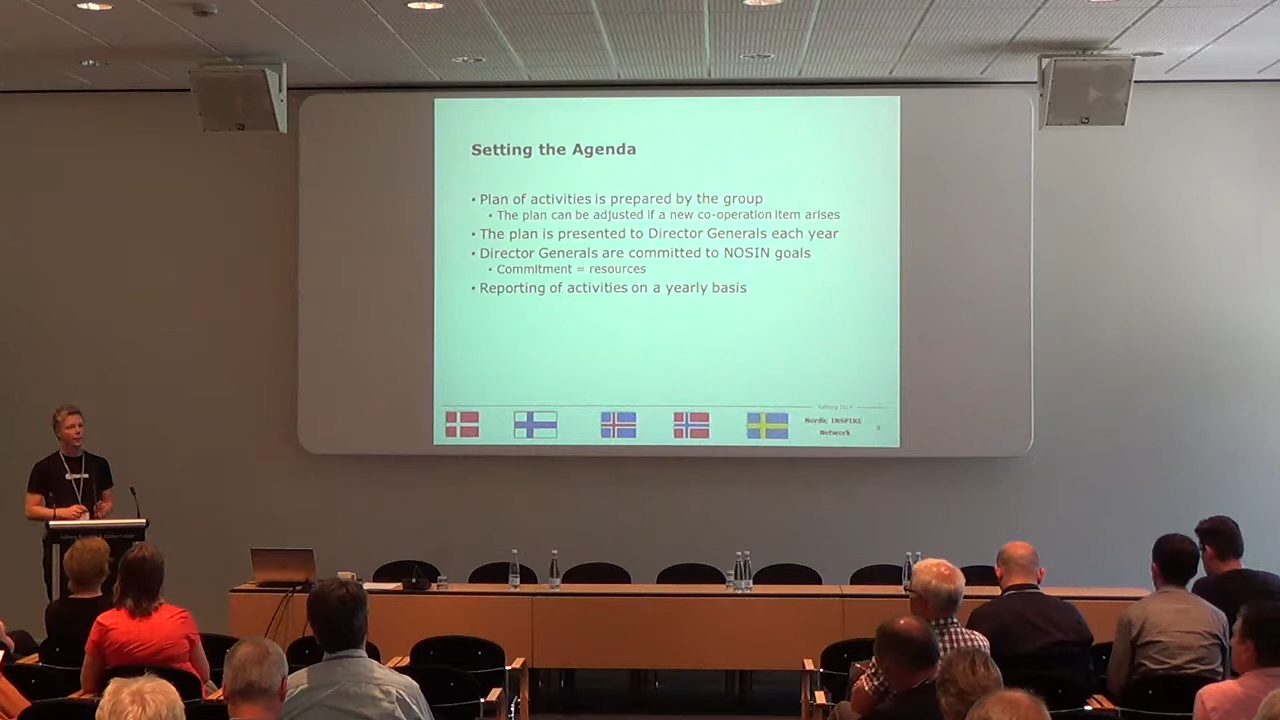 Setting the Agenda
• Plan of activities is prepared by the group
• The plan can be adjusted if a new co-operation item arises
• The plan is presented to Director Generals each year
• Director Generals are committed to NOSIN goals
• Commitment = resources
• Reporting of activities on a yearly basis
Aalborg 2014
Nordic INSPIRE
Network